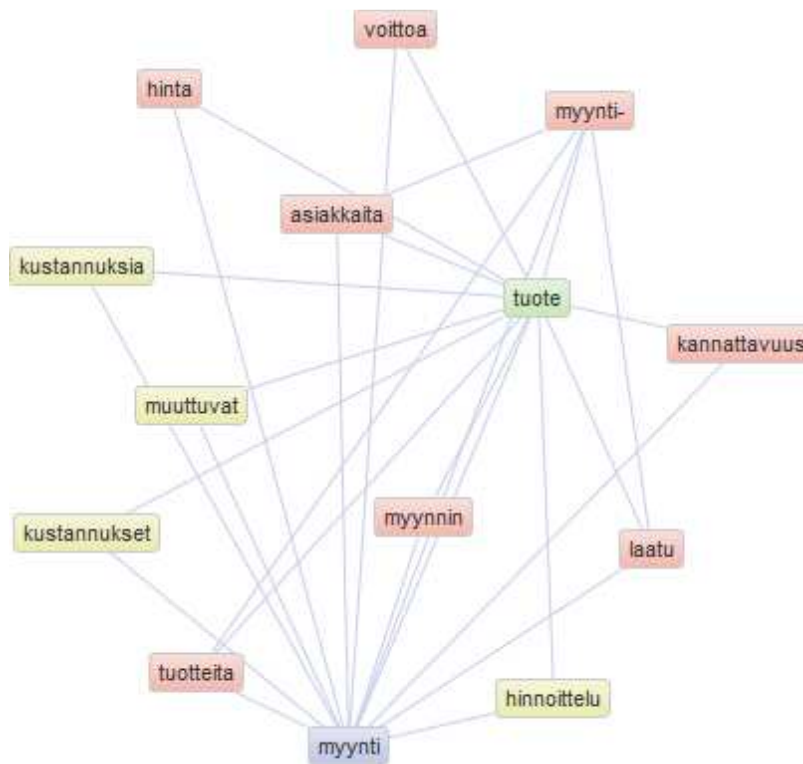 voittoa
hinta
myynti-
asiakkaita
kustannuksia
tuote
kannattavuus
muuttuvat
myynnin
kustannukset
laatu
tuotteita
hinnoittelu
myynti